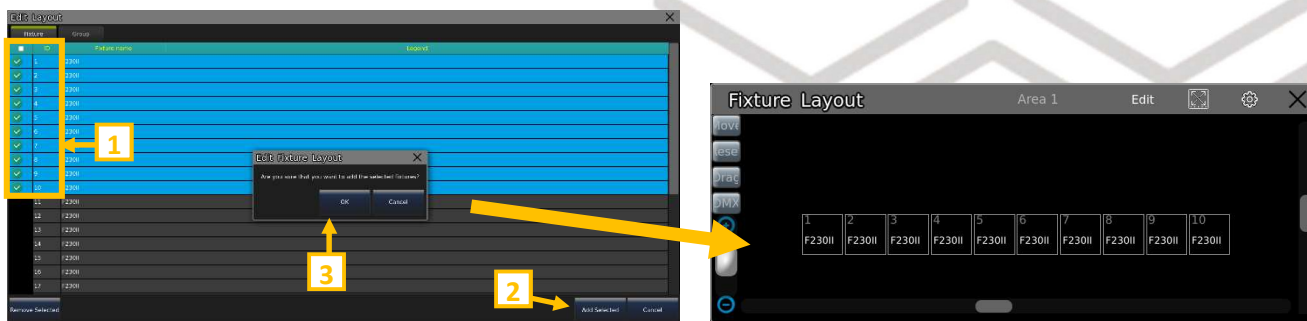 Edit Layout
Fixture Group
ID Fixture name Legend
1 F230II
2 F230II
3 F230II
4 F230II
5 F230II
6 F230II
7 F230II
8 F230II
9 F230II
10 F230II
11 F230II
12 F230II
13 F230II
14 F230II
15 F230II
16 F230II
17 F230II
1
Edit Fixture Layout
Are you sure that you want to add the selected fixtures?
OK Cancel
3
2
Remove Selected Add Selected Cancel
Fixture Layout Area 1 Edit
Move
ese
Drag
DMX
1 2 3 4 5 6 7 8 9 10
F230II F230II F230II F230II F230II F230II F230II F230II F230II F230II